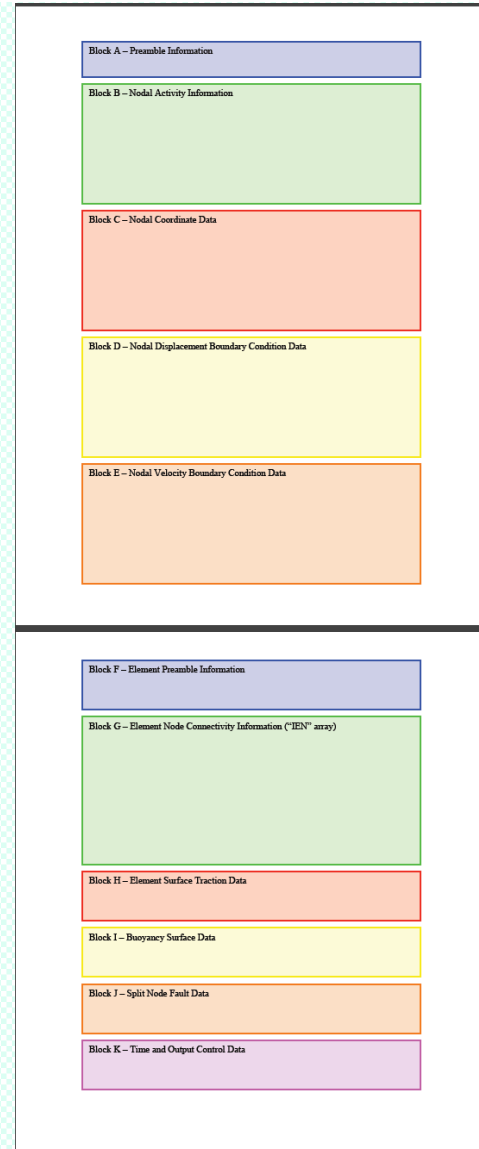 Block A – Preamble Information
Block B – Nodal Activity Information
Block C – Nodal Coordinate Data
Block D – Nodal Displacement Boundary Condition Data
Block E – Nodal Velocity Boundary Condition Data
Block F – Element Preamble Information
Block G – Element Node Connectivity Information (“IEN” array)
Block H – Element Surface Traction Data
Block I – Buoyancy Surface Data
Block J – Split Node Fault Data
Block K – Time and Output Control Data